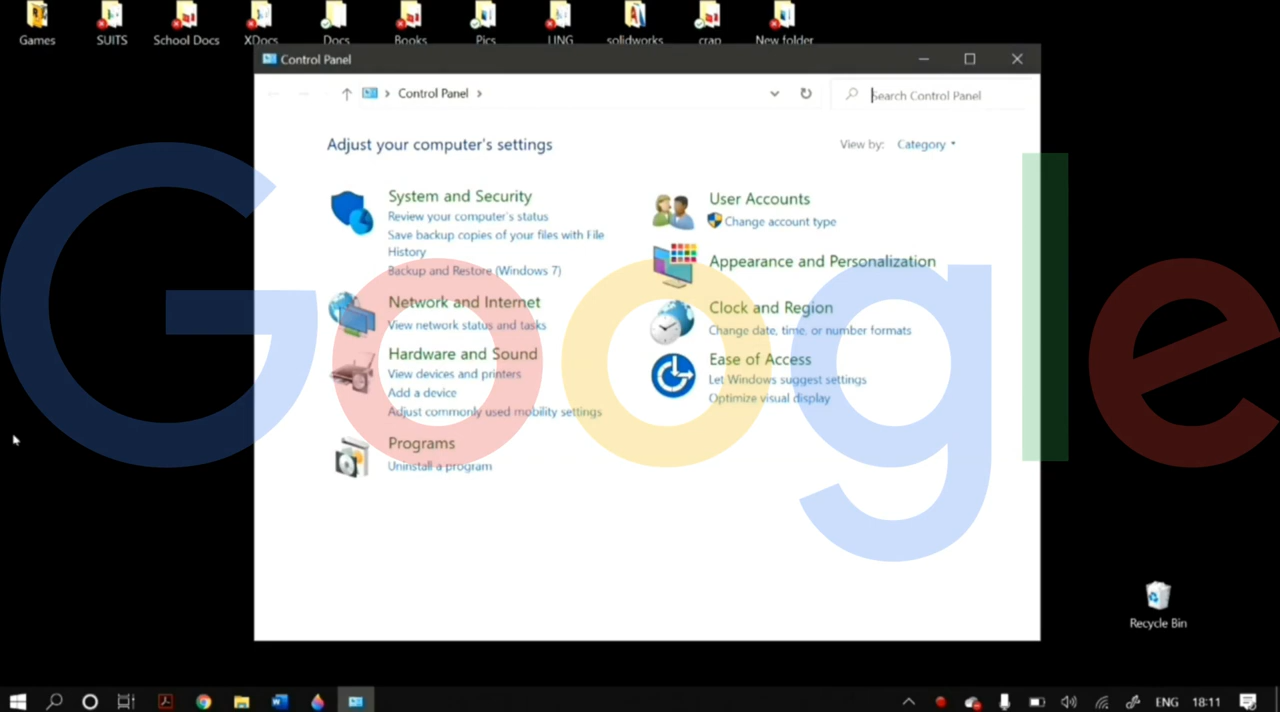 Games
SUITS
School Docs
XDocs
Docs
Books
Pics
LING
solidworks
crap
New folder
Control Panel
Control Panel
Search Control Panel
Adjust your computer's settings
View by: Category
System and Security
Review your computer's status
Save backup copies of your files with File
History
Backup and Restore (Windows 7)
Network and Internet
View network status and tasks
Hardware and Sound
View devices and printers
Add a device
Adjust commonly used mobility settings
Programs
Uninstall a program
User Accounts
Change account type
Appearance and Personalization
Clock and Region
Change date, time, or number formats
Ease of Access
Let Windows suggest settings
Optimize visual display
Google
Recycle Bin
ENG 18:11